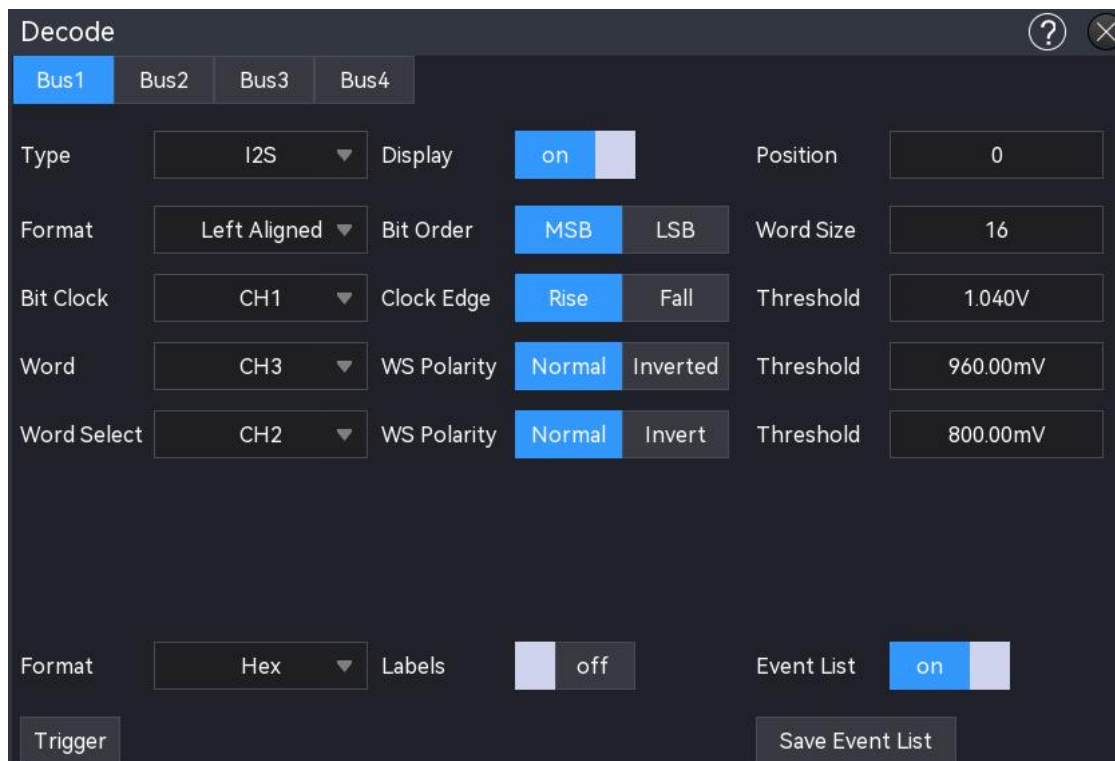 Decode
Bus1 Bus2 Bus3 Bus4
Type I2S Display on Position 0
Format Left Aligned Bit Order MSB LSB Word Size 16
Bit Clock CH1 Clock Edge Rise Fall Threshold 1.040V
Word CH3 WS Polarity Normal Inverted Threshold 960.00mV
Word Select CH2 WS Polarity Normal Invert Threshold 800.00mV
Format Hex Labels off Event List on
Trigger Save Event List